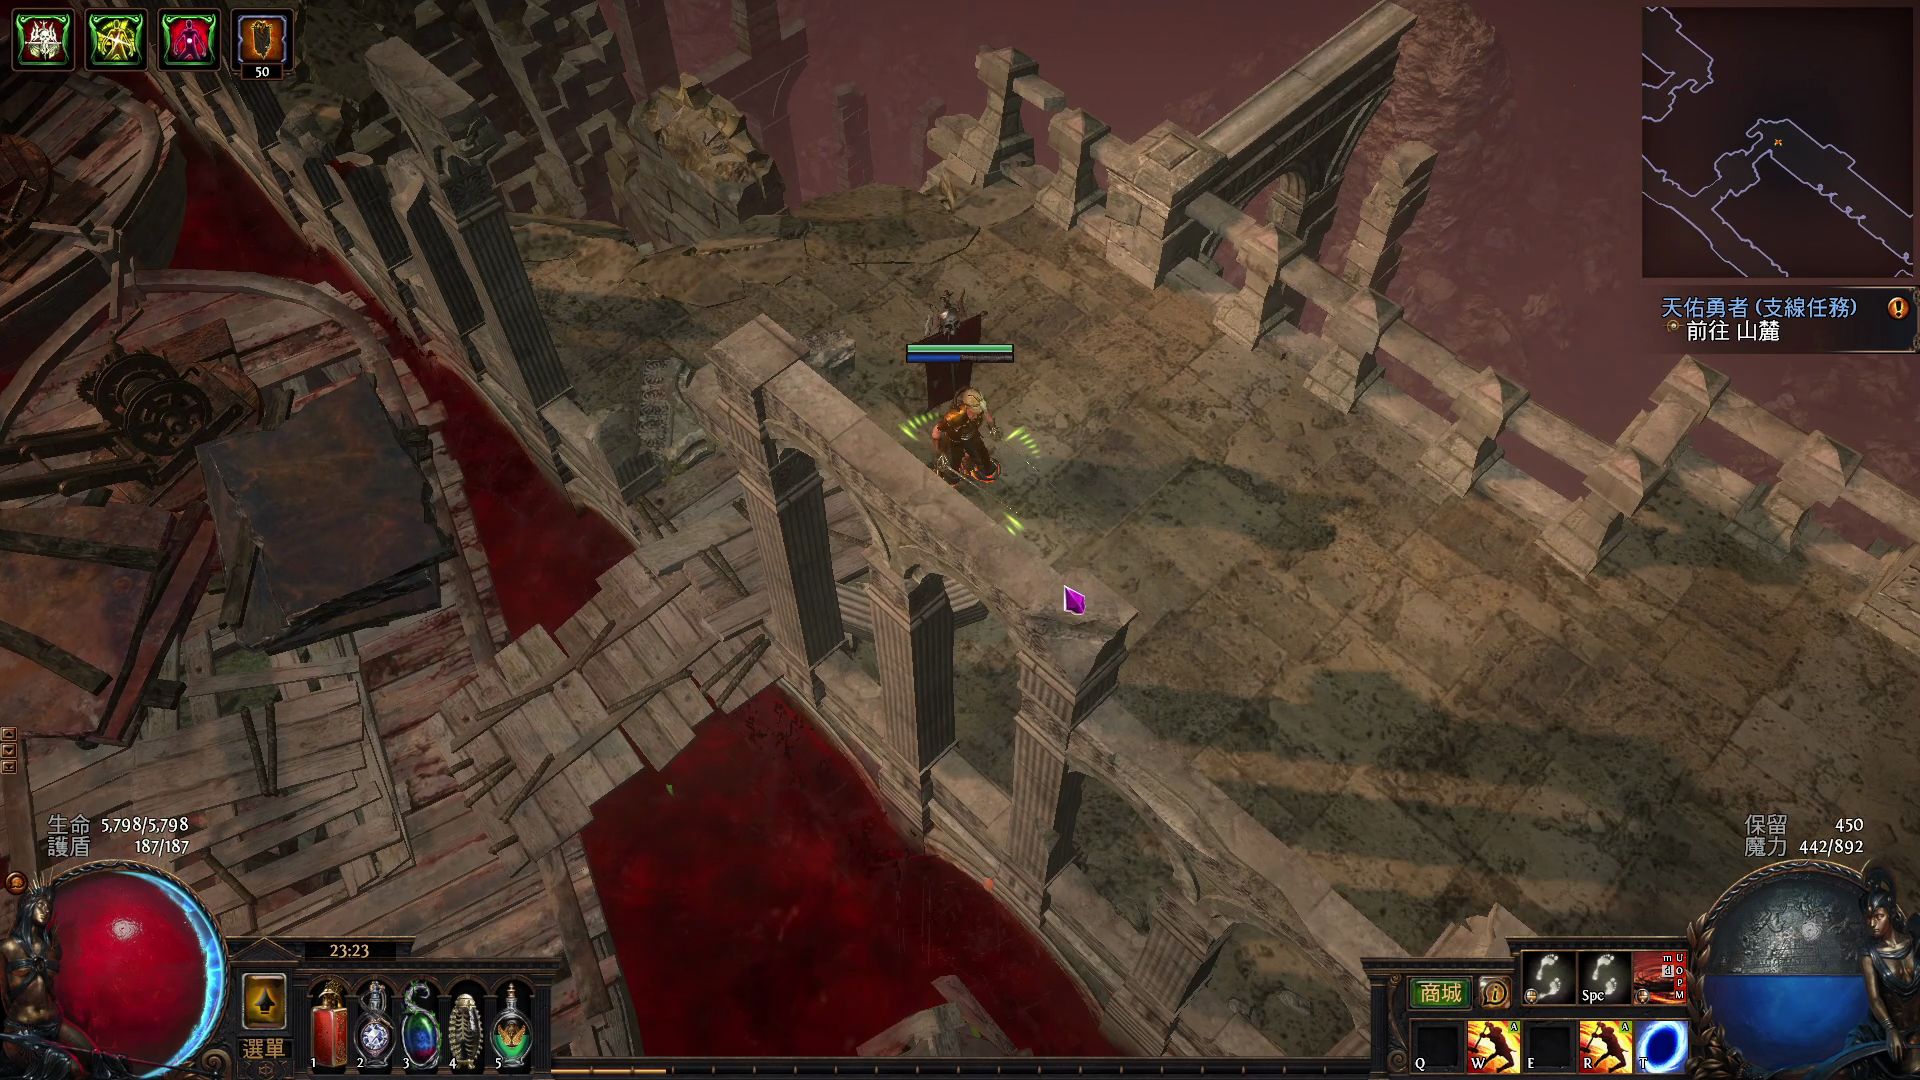 50
天佑勇者 (支線任務)
前往 山麓
生命 5,798/5,798
護盾 187/187
保留 450
魔力 442/892
23:23
選單
1 2 3 4 5
商城
Spc
m U
d O
P
M
Q W A E R A T